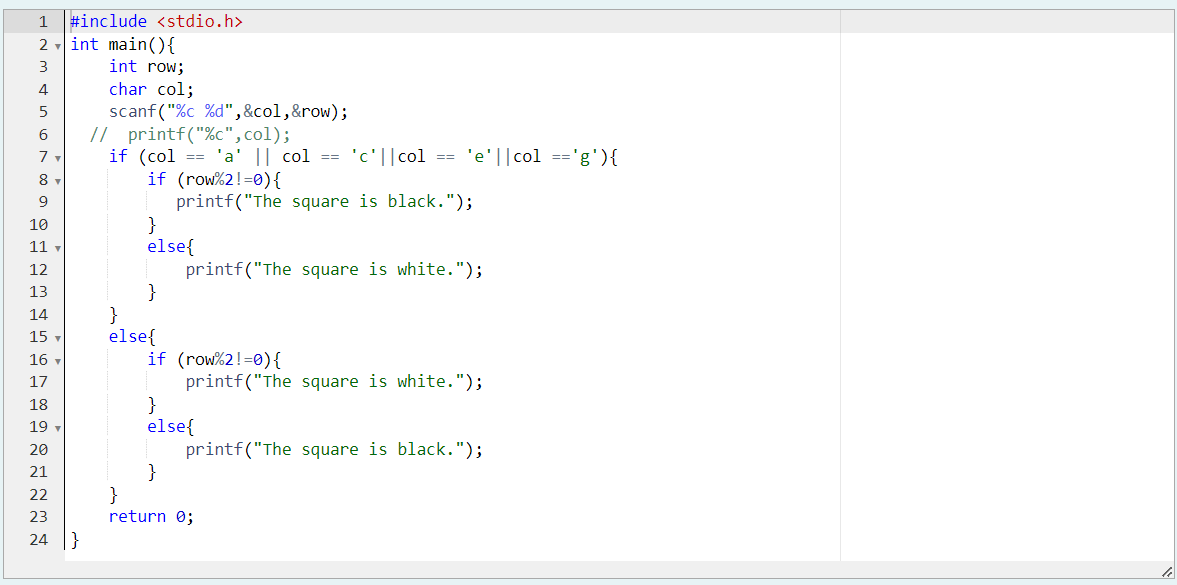 1 #include <stdio.h>
2 int main(){
3     int row;
4     char col;
5     scanf("%c %d",&col,&row);
6   //  printf("%c",col);
7     if (col == 'a' || col == 'c'||col == 'e'||col =='g'){
8         if (row%2!=0){
9            printf("The square is black.");
10         }
11         else{
12             printf("The square is white.");
13         }
14     }
15     else{
16         if (row%2!=0){
17             printf("The square is white.");
18         }
19         else{
20             printf("The square is black.");
21         }
22     }
23     return 0;
24 }